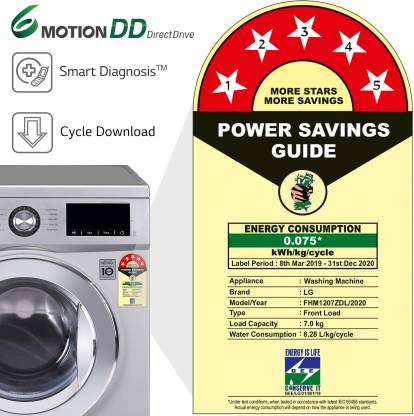 6 MOTION DD DirectDrive
Smart Diagnosis™
Cycle Download
1 2 3 4 5
MORE STARS
MORE SAVINGS
POWER SAVINGS
GUIDE
ENERGY CONSUMPTION
0.075*
kWh/kg/cycle
Label Period : 8th Mar 2019 - 31st Dec 2020
Appliance : Washing Machine
Brand : LG
Model/Year : FHM1207ZDL/2020
Type : Front Load
Load Capacity : 7.0 kg
Water Consumption : 8.28 L/kg/cycle
ENERGY IS LIFE
BEE
CONSERVE IT
*Under test conditions, when tested in accordance with latest IEC 60456 standards.
Actual energy consumption will depend on how the appliance is being used.
10